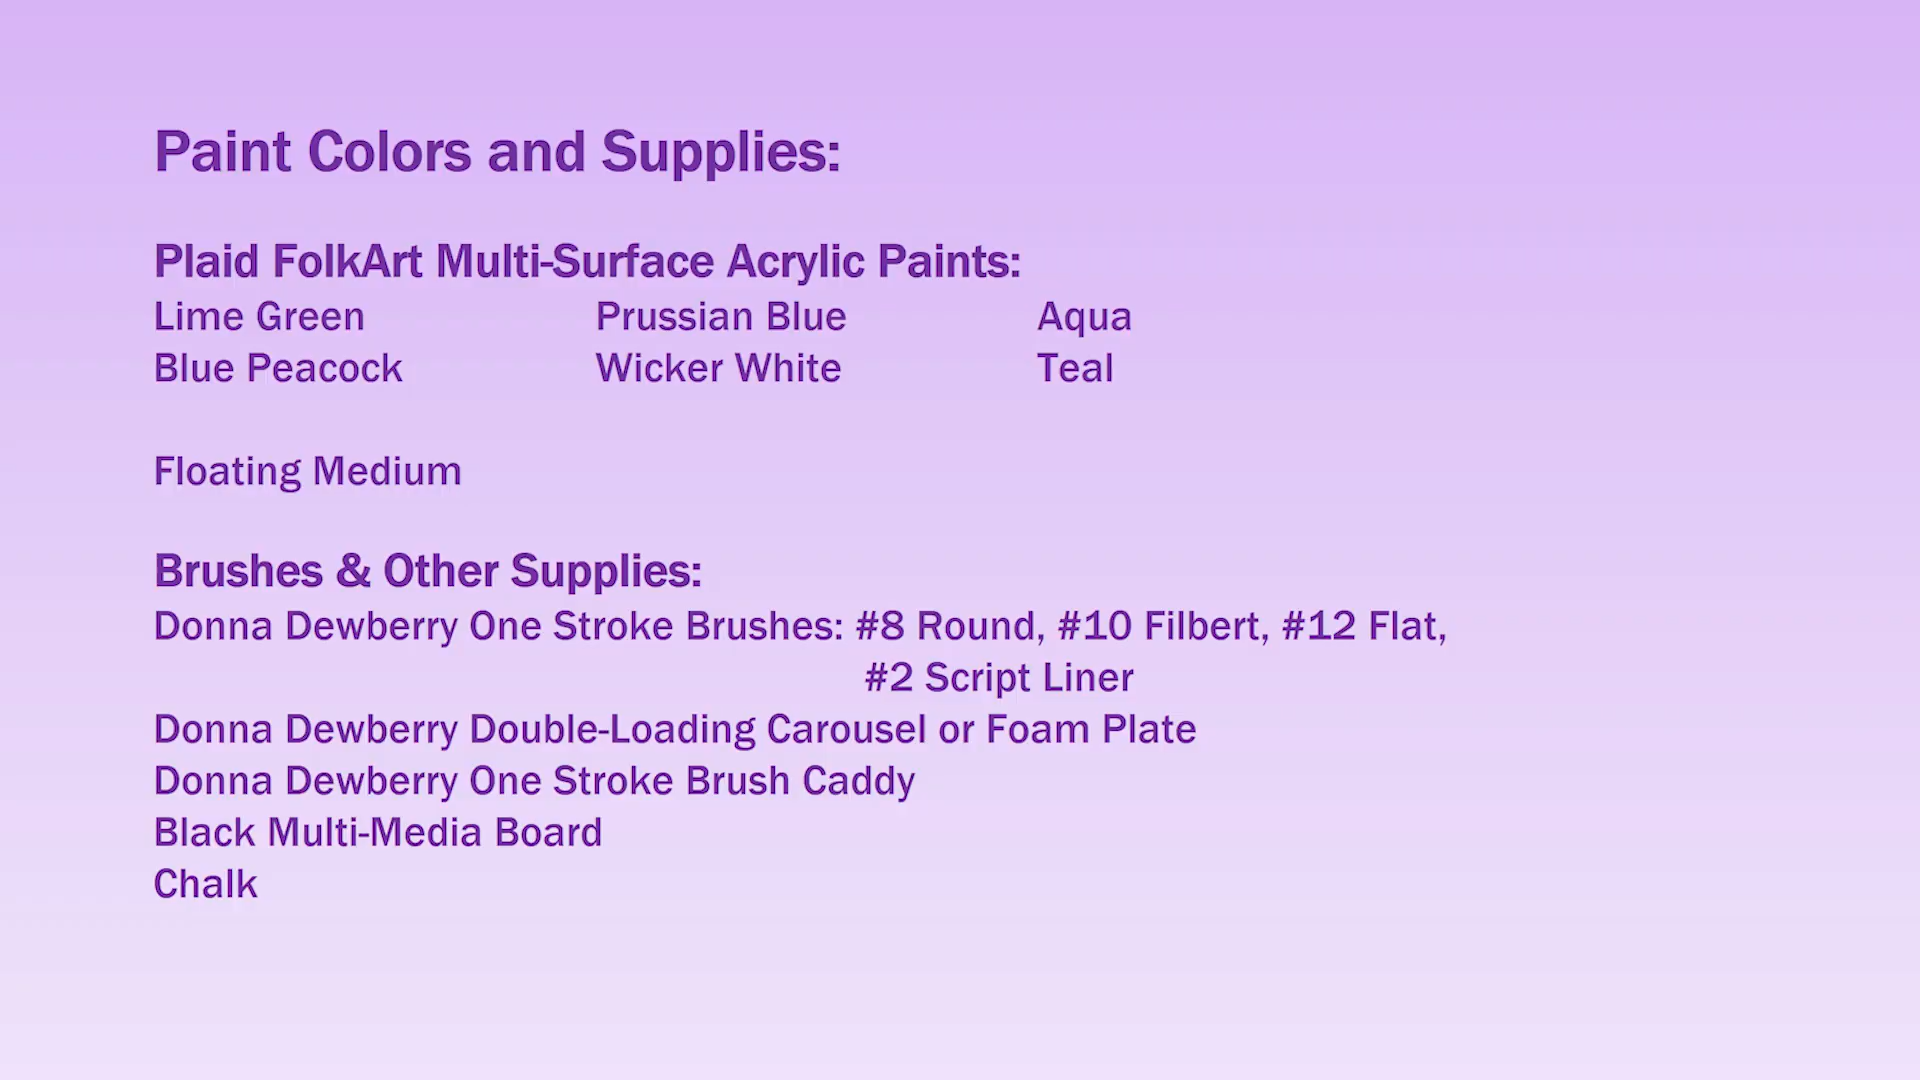 Paint Colors and Supplies:
Plaid FolkArt Multi-Surface Acrylic Paints:
Lime Green Prussian Blue Aqua
Blue Peacock Wicker White Teal
Floating Medium
Brushes & Other Supplies:
Donna Dewberry One Stroke Brushes: #8 Round, #10 Filbert, #12 Flat,
#2 Script Liner
Donna Dewberry Double-Loading Carousel or Foam Plate
Donna Dewberry One Stroke Brush Caddy
Black Multi-Media Board
Chalk